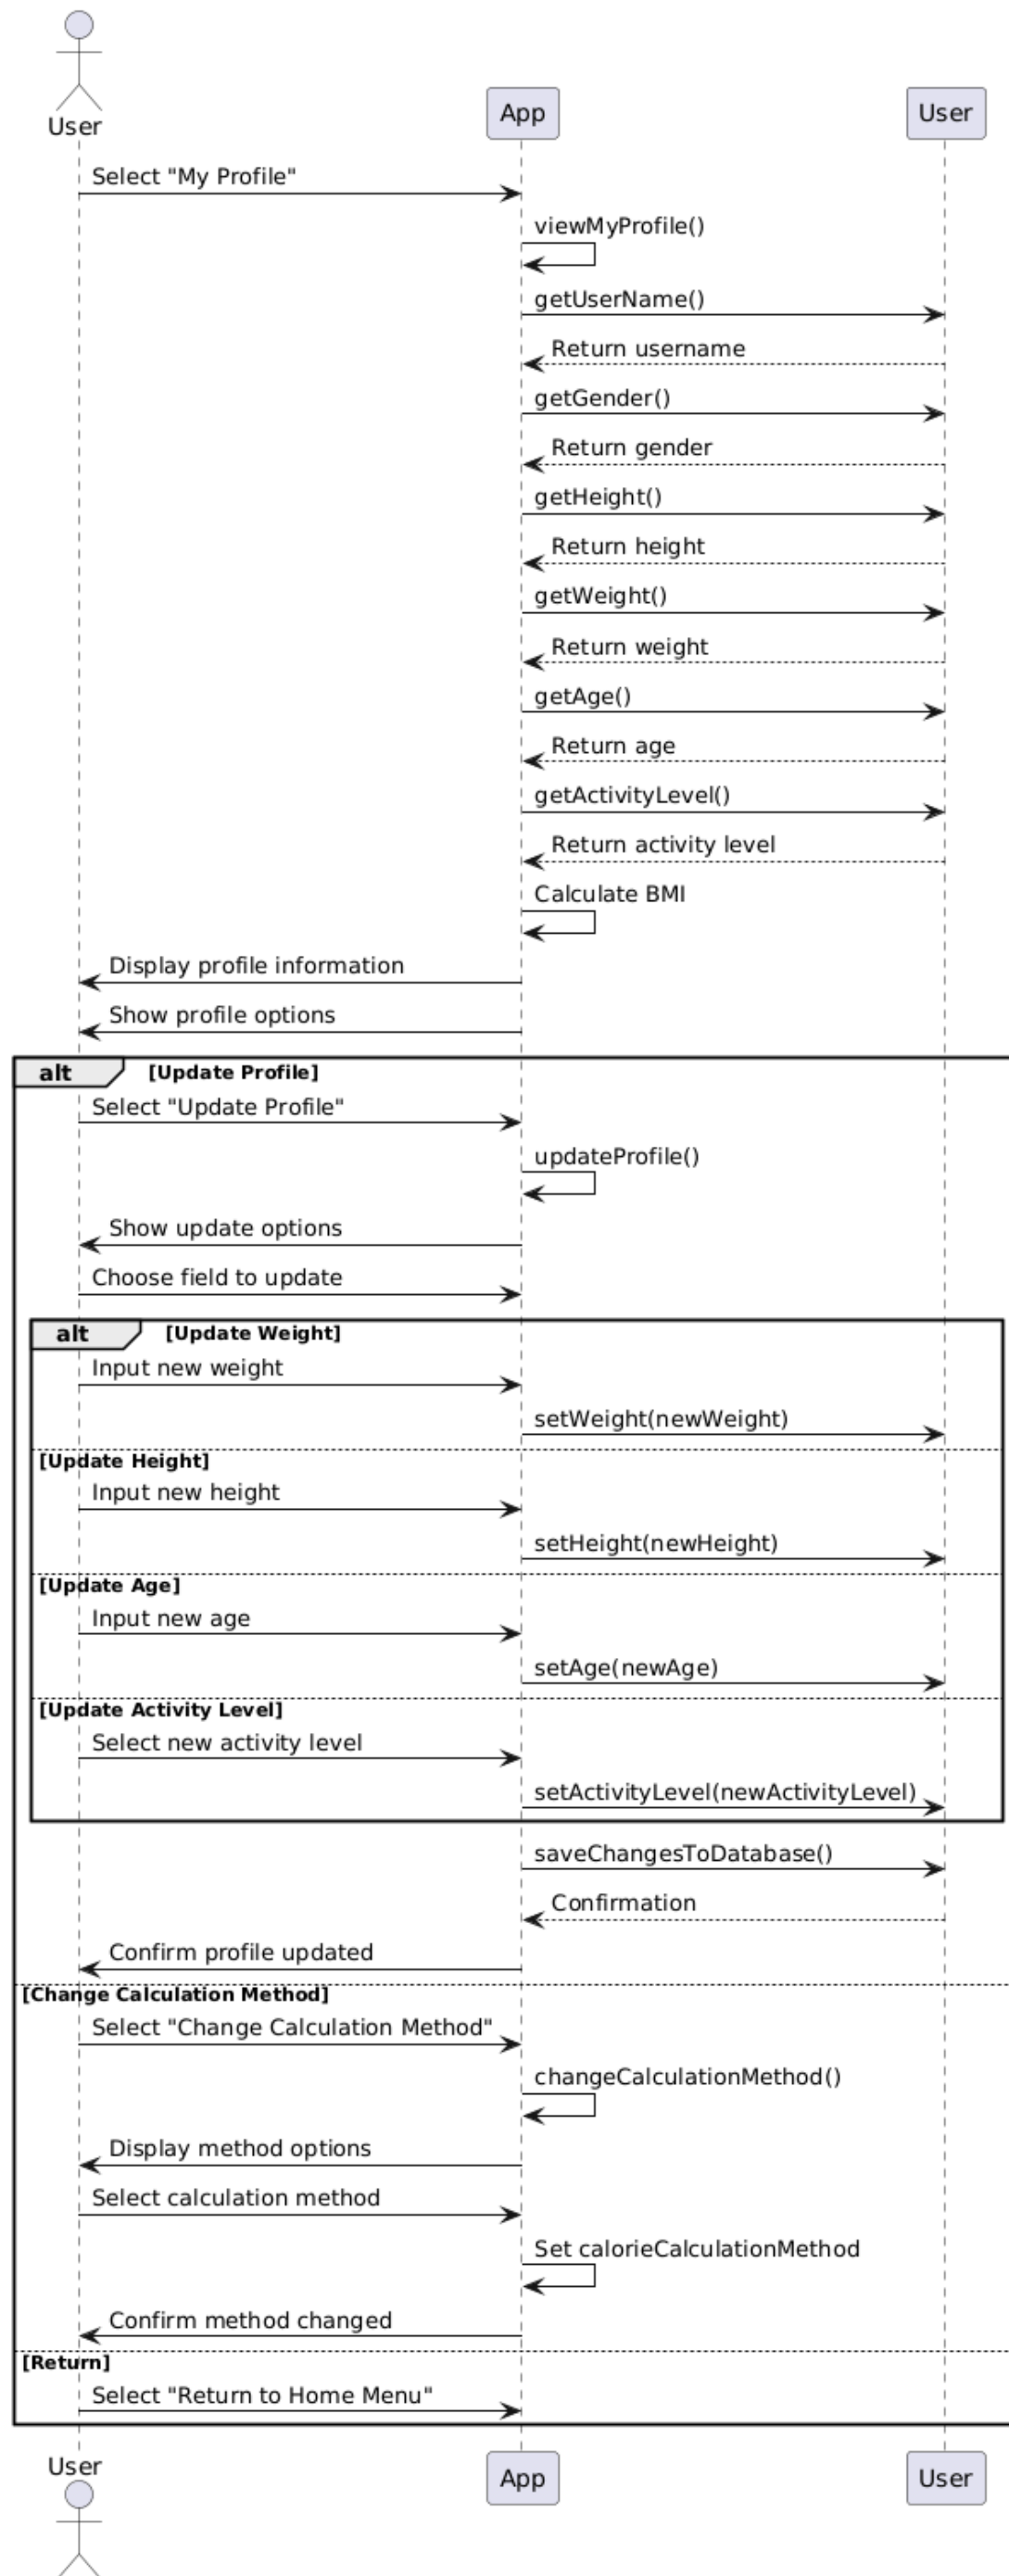 User
App
User
Select "My Profile"
viewMyProfile()
getUserName()
Return username
getGender()
Return gender
getHeight()
Return height
getWeight()
Return weight
getAge()
Return age
getActivityLevel()
Return activity level
Calculate BMI
Display profile information
Show profile options
alt [Update Profile]
Select "Update Profile"
updateProfile()
Show update options
Choose field to update
alt [Update Weight]
Input new weight
setWeight(newWeight)
[Update Height]
Input new height
setHeight(newHeight)
[Update Age]
Input new age
setAge(newAge)
[Update Activity Level]
Select new activity level
setActivityLevel(newActivityLevel)
saveChangesToDatabase()
Confirmation
Confirm profile updated
[Change Calculation Method]
Select "Change Calculation Method"
changeCalculationMethod()
Display method options
Select calculation method
Set calorieCalculationMethod
Confirm method changed
[Return]
Select "Return to Home Menu"
User
App
User